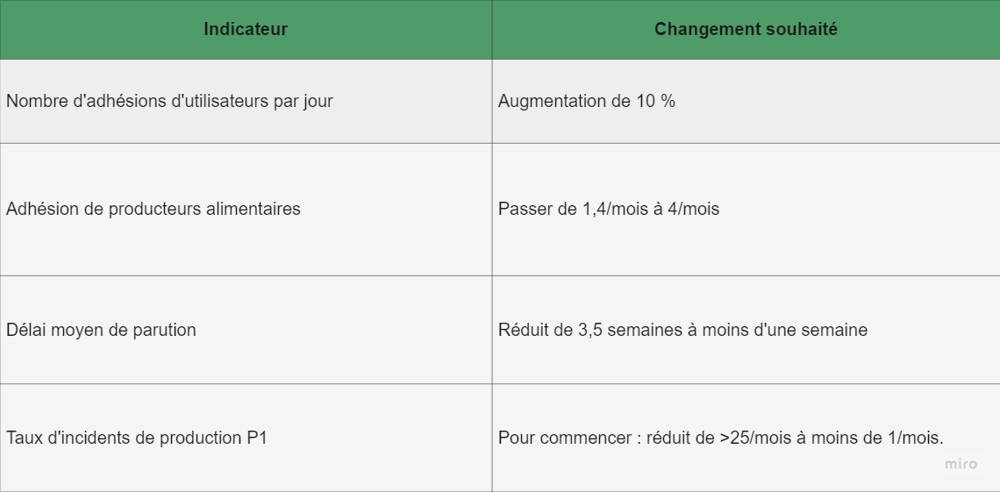 Indicateur
Changement souhaité
Nombre d'adhésions d'utilisateurs par jour
Augmentation de 10 %
Adhésion de producteurs alimentaires
Passer de 1,4/mois à 4/mois
Délai moyen de parution
Réduit de 3,5 semaines à moins d'une semaine
Taux d'incidents de production P1
Pour commencer : réduit de >25/mois à moins de 1/mois.
miro